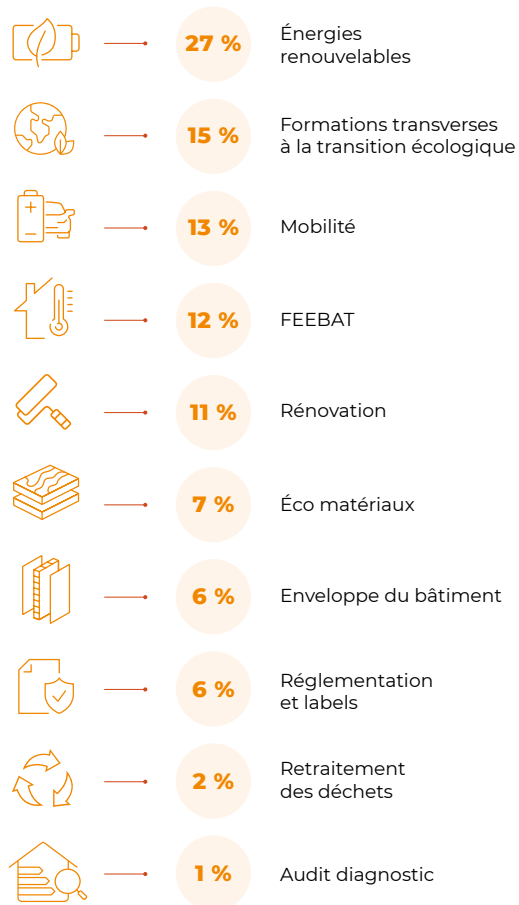 27 %
Énergies
renouvelables
15 %
Formations transverses
à la transition écologique
13 %
Mobilité
12 %
FEEBAT
11 %
Rénovation
7 %
Éco matériaux
6 %
Enveloppe du bâtiment
6 %
Réglementation
et labels
2 %
Retraitement
des déchets
1 %
Audit diagnostic